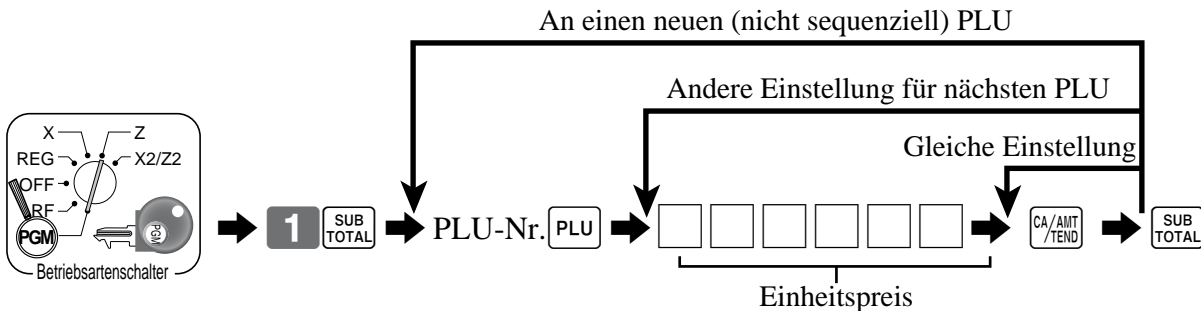 An einen neuen (nicht sequenziell) PLU
Andere Einstellung für nächsten PLU
Gleiche Einstellung
X Z
REG X2/Z2
OFF
RF
PGM PGM
Betriebsartenschalter
1 SUB TOTAL PLU-Nr. PLU CA/AMT /TEND SUB TOTAL
Einheitspreis